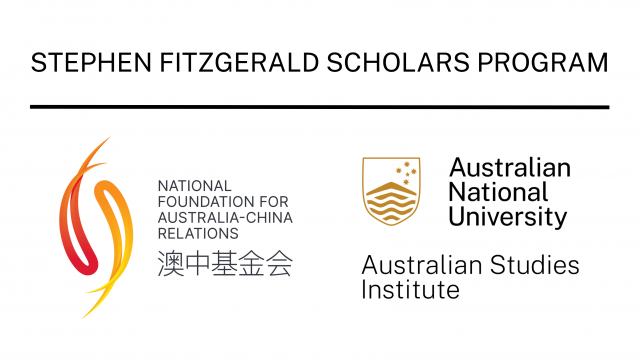 STEPHEN FITZGERALD SCHOLARS PROGRAM
NATIONAL
FOUNDATION FOR
AUSTRALIA-CHINA
RELATIONS
澳中基金会
Australian
National
University
Australian Studies
Institute